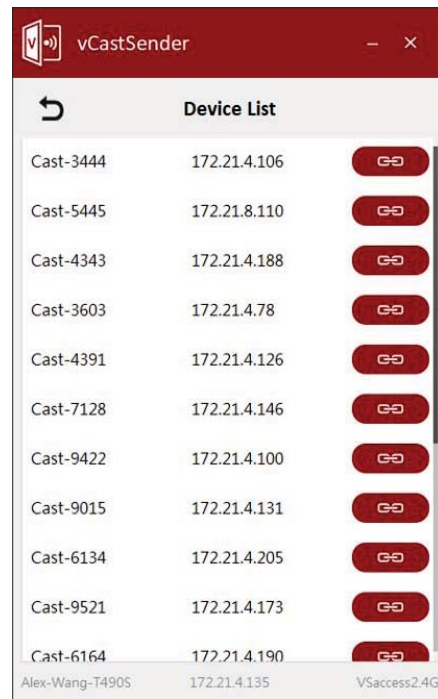 V vCastSender
Device List
Cast-3444 172.21.4.106
Cast-5445 172.21.8.110
Cast-4343 172.21.4.188
Cast-3603 172.21.4.78
Cast-4391 172.21.4.126
Cast-7128 172.21.4.146
Cast-9422 172.21.4.100
Cast-9015 172.21.4.131
Cast-6134 172.21.4.205
Cast-9521 172.21.4.173
Cast-6164 172.21.4.190
Alex-Wang-T490S 172.21.4.135 VSaccess2.4G